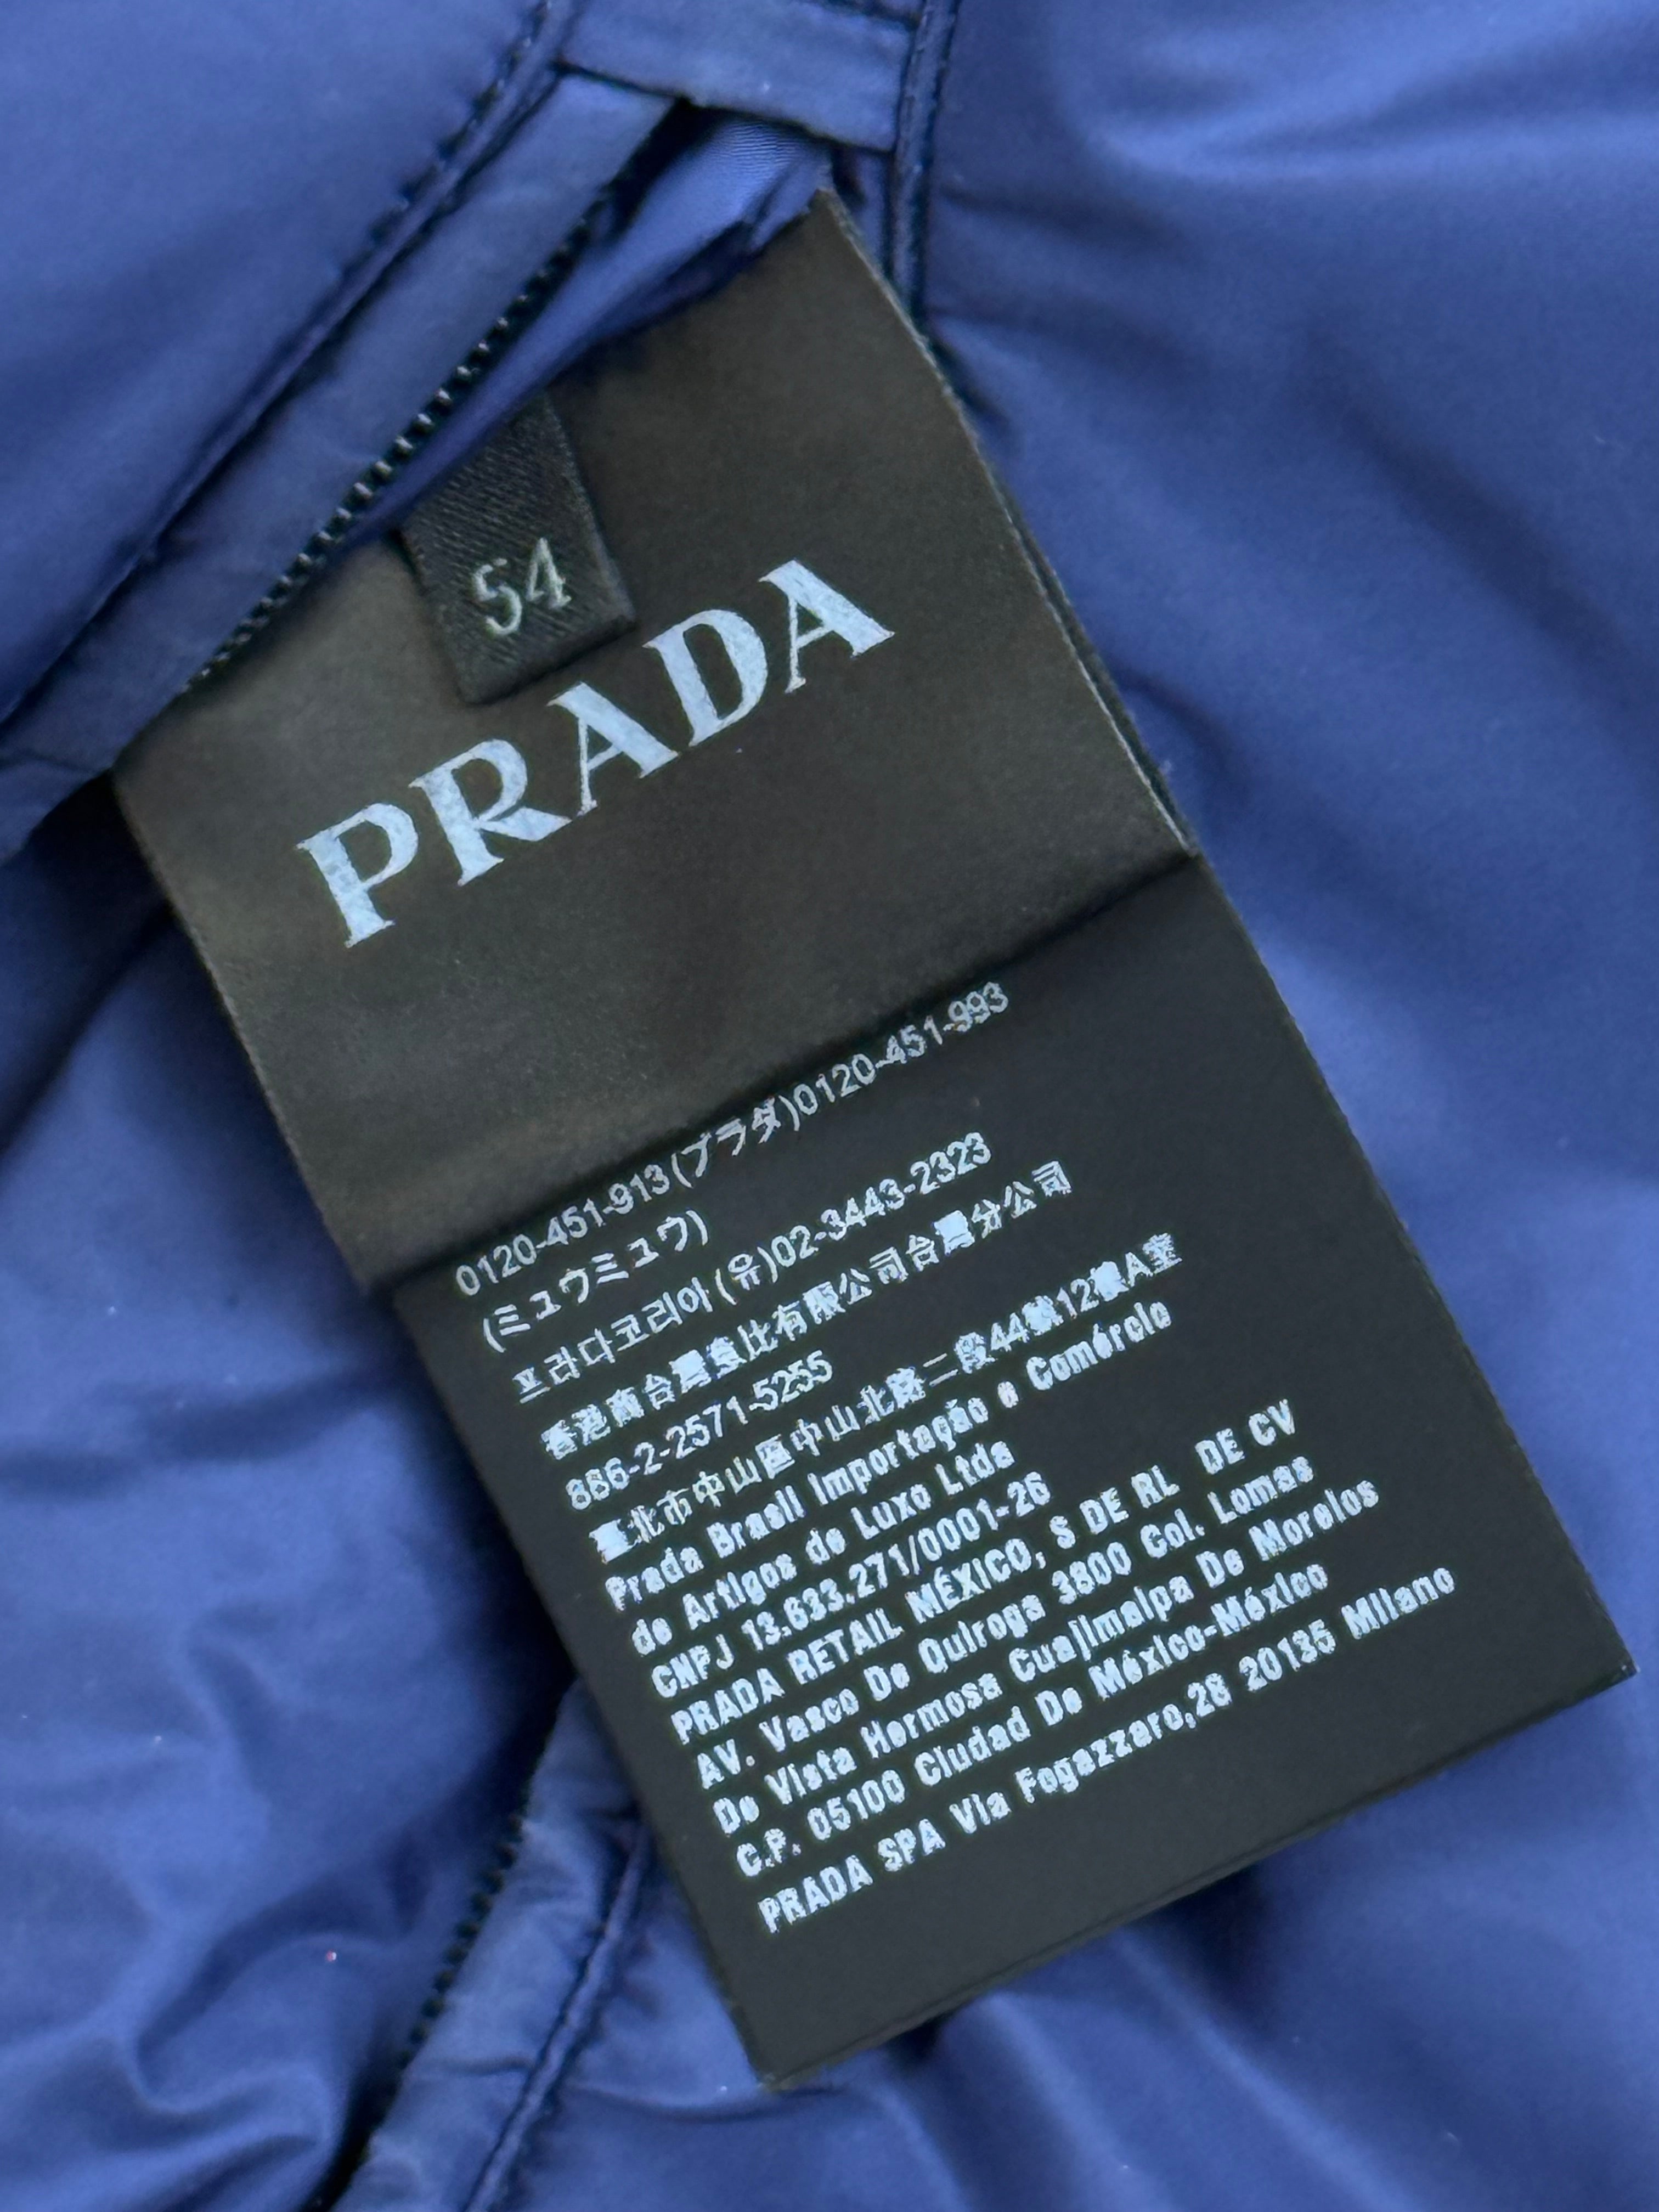 54
PRADA
0120-451-913(プラダ)0120-451-993
(ミュウミュウ)
프라다코리아(유)02-3443-2323
香港商台灣食比有限公司台灣分公司
886-2-2571-5255
臺北市中山區中山北路二段44號12樓A室
Prada Brasil Importação e Comércio
de Artigos de Luxo Ltda
CNPJ 13.633.271/0001-26
PRADA RETAIL MÉXICO, S DE RL DE CV
AV. Vasco De Quiroga 3800 Col. Lomas
De Vista Hermosa Cuajimalpa De Morelos
C.P. 05100 Ciudad De México-México
PRADA SPA Via Fogazzaro,28 20135 Milano